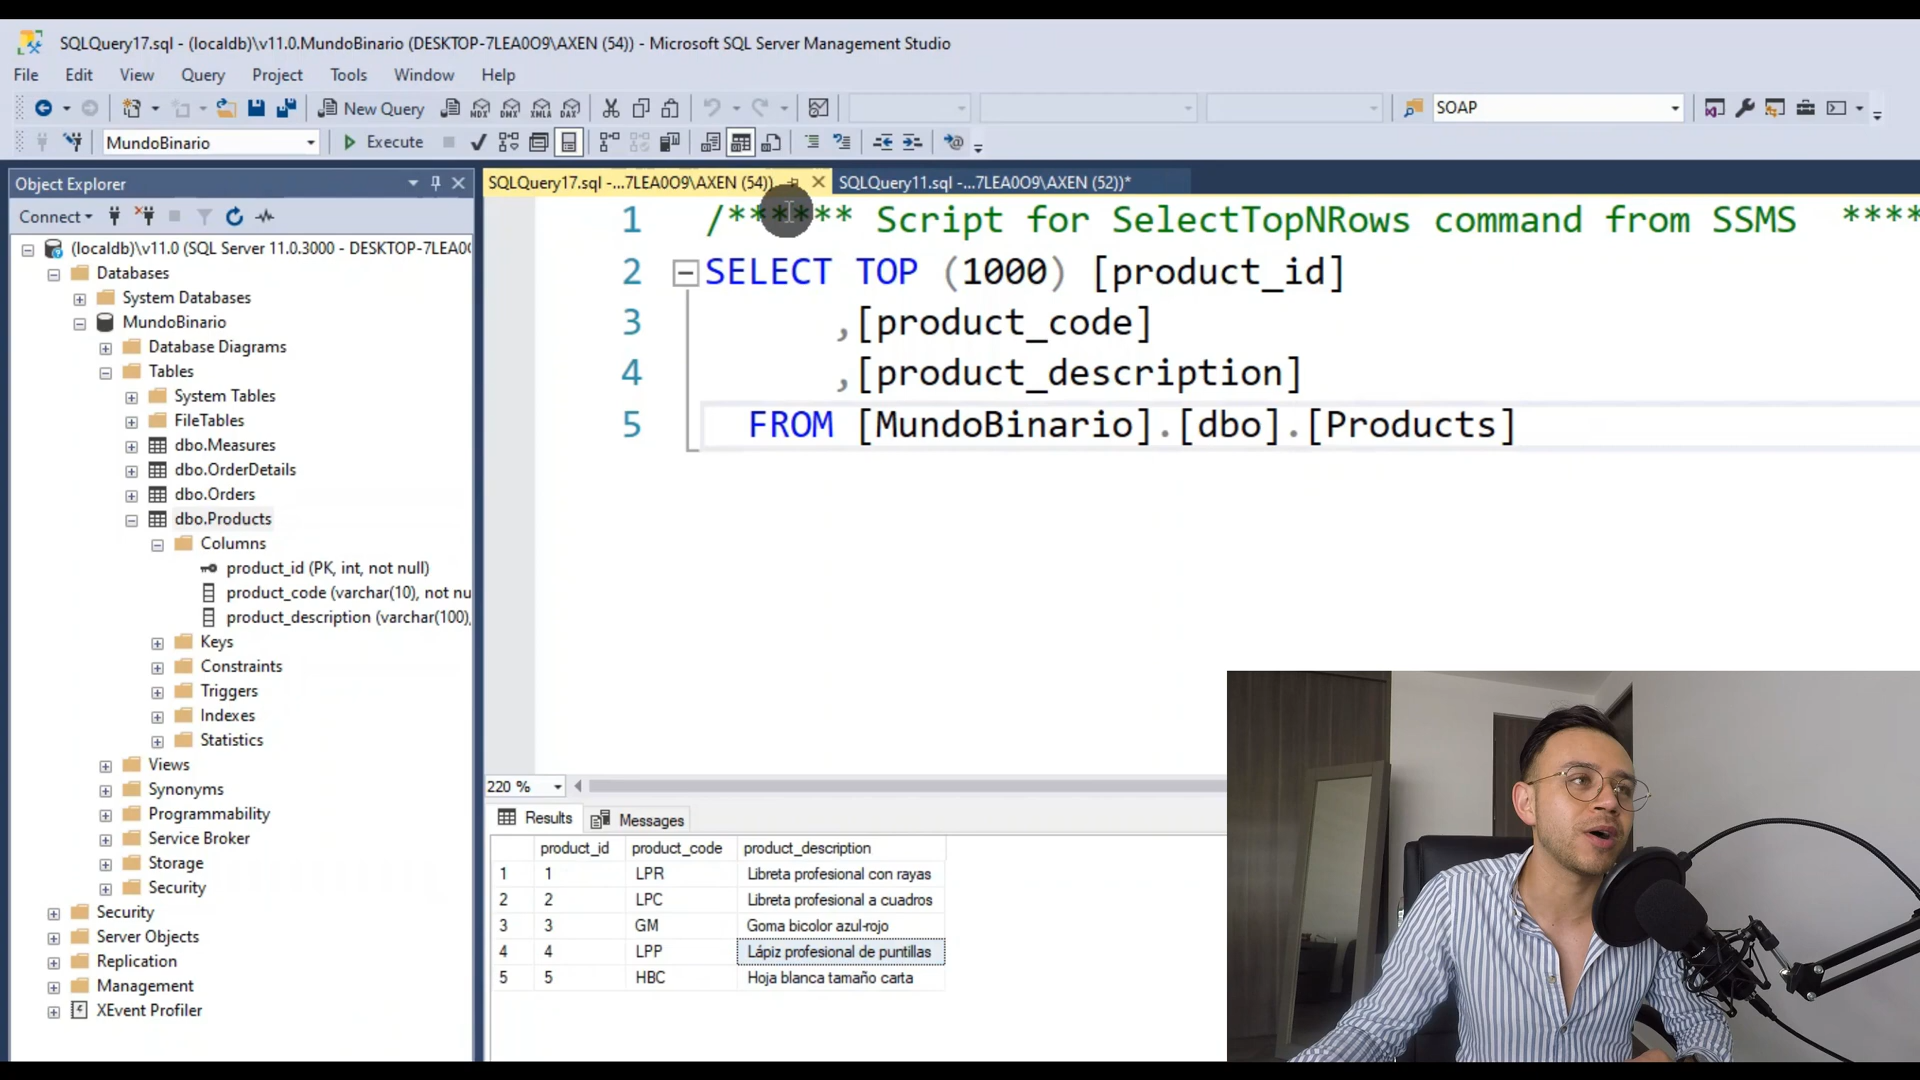 SQLQuery17.sql - (localdb)\v11.0.MundoBinario (DESKTOP-7LEA0O9\AXEN (54)) - Microsoft SQL Server Management Studio
File Edit View Query Project Tools Window Help
New Query
SOAP
MundoBinario
Execute
Object Explorer
Connect
(localdb)\v11.0 (SQL Server 11.0.3000 - DESKTOP-7LEA0O
Databases
System Databases
MundoBinario
Database Diagrams
Tables
System Tables
FileTables
dbo.Measures
dbo.OrderDetails
dbo.Orders
dbo.Products
Columns
product_id (PK, int, not null)
product_code (varchar(10), not nu
product_description (varchar(100),
Keys
Constraints
Triggers
Indexes
Statistics
Views
Synonyms
Programmability
Service Broker
Storage
Security
Security
Server Objects
Replication
Management
XEvent Profiler
SQLQuery17.sql -...7LEA0O9\AXEN (54)) SQLQuery11.sql -...7LEA0O9\AXEN (52))*
1 /****** Script for SelectTopNRows command from SSMS ****
2 SELECT TOP (1000) [product_id]
3 ,[product_code]
4 ,[product_description]
5 FROM [MundoBinario].[dbo].[Products]
220 %
Results Messages
product_id product_code product_description
1 1 LPR Libreta profesional con rayas
2 2 LPC Libreta profesional a cuadros
3 3 GM Goma bicolor azul-rojo
4 4 LPP Lápiz profesional de puntillas
5 5 HBC Hoja blanca tamaño carta